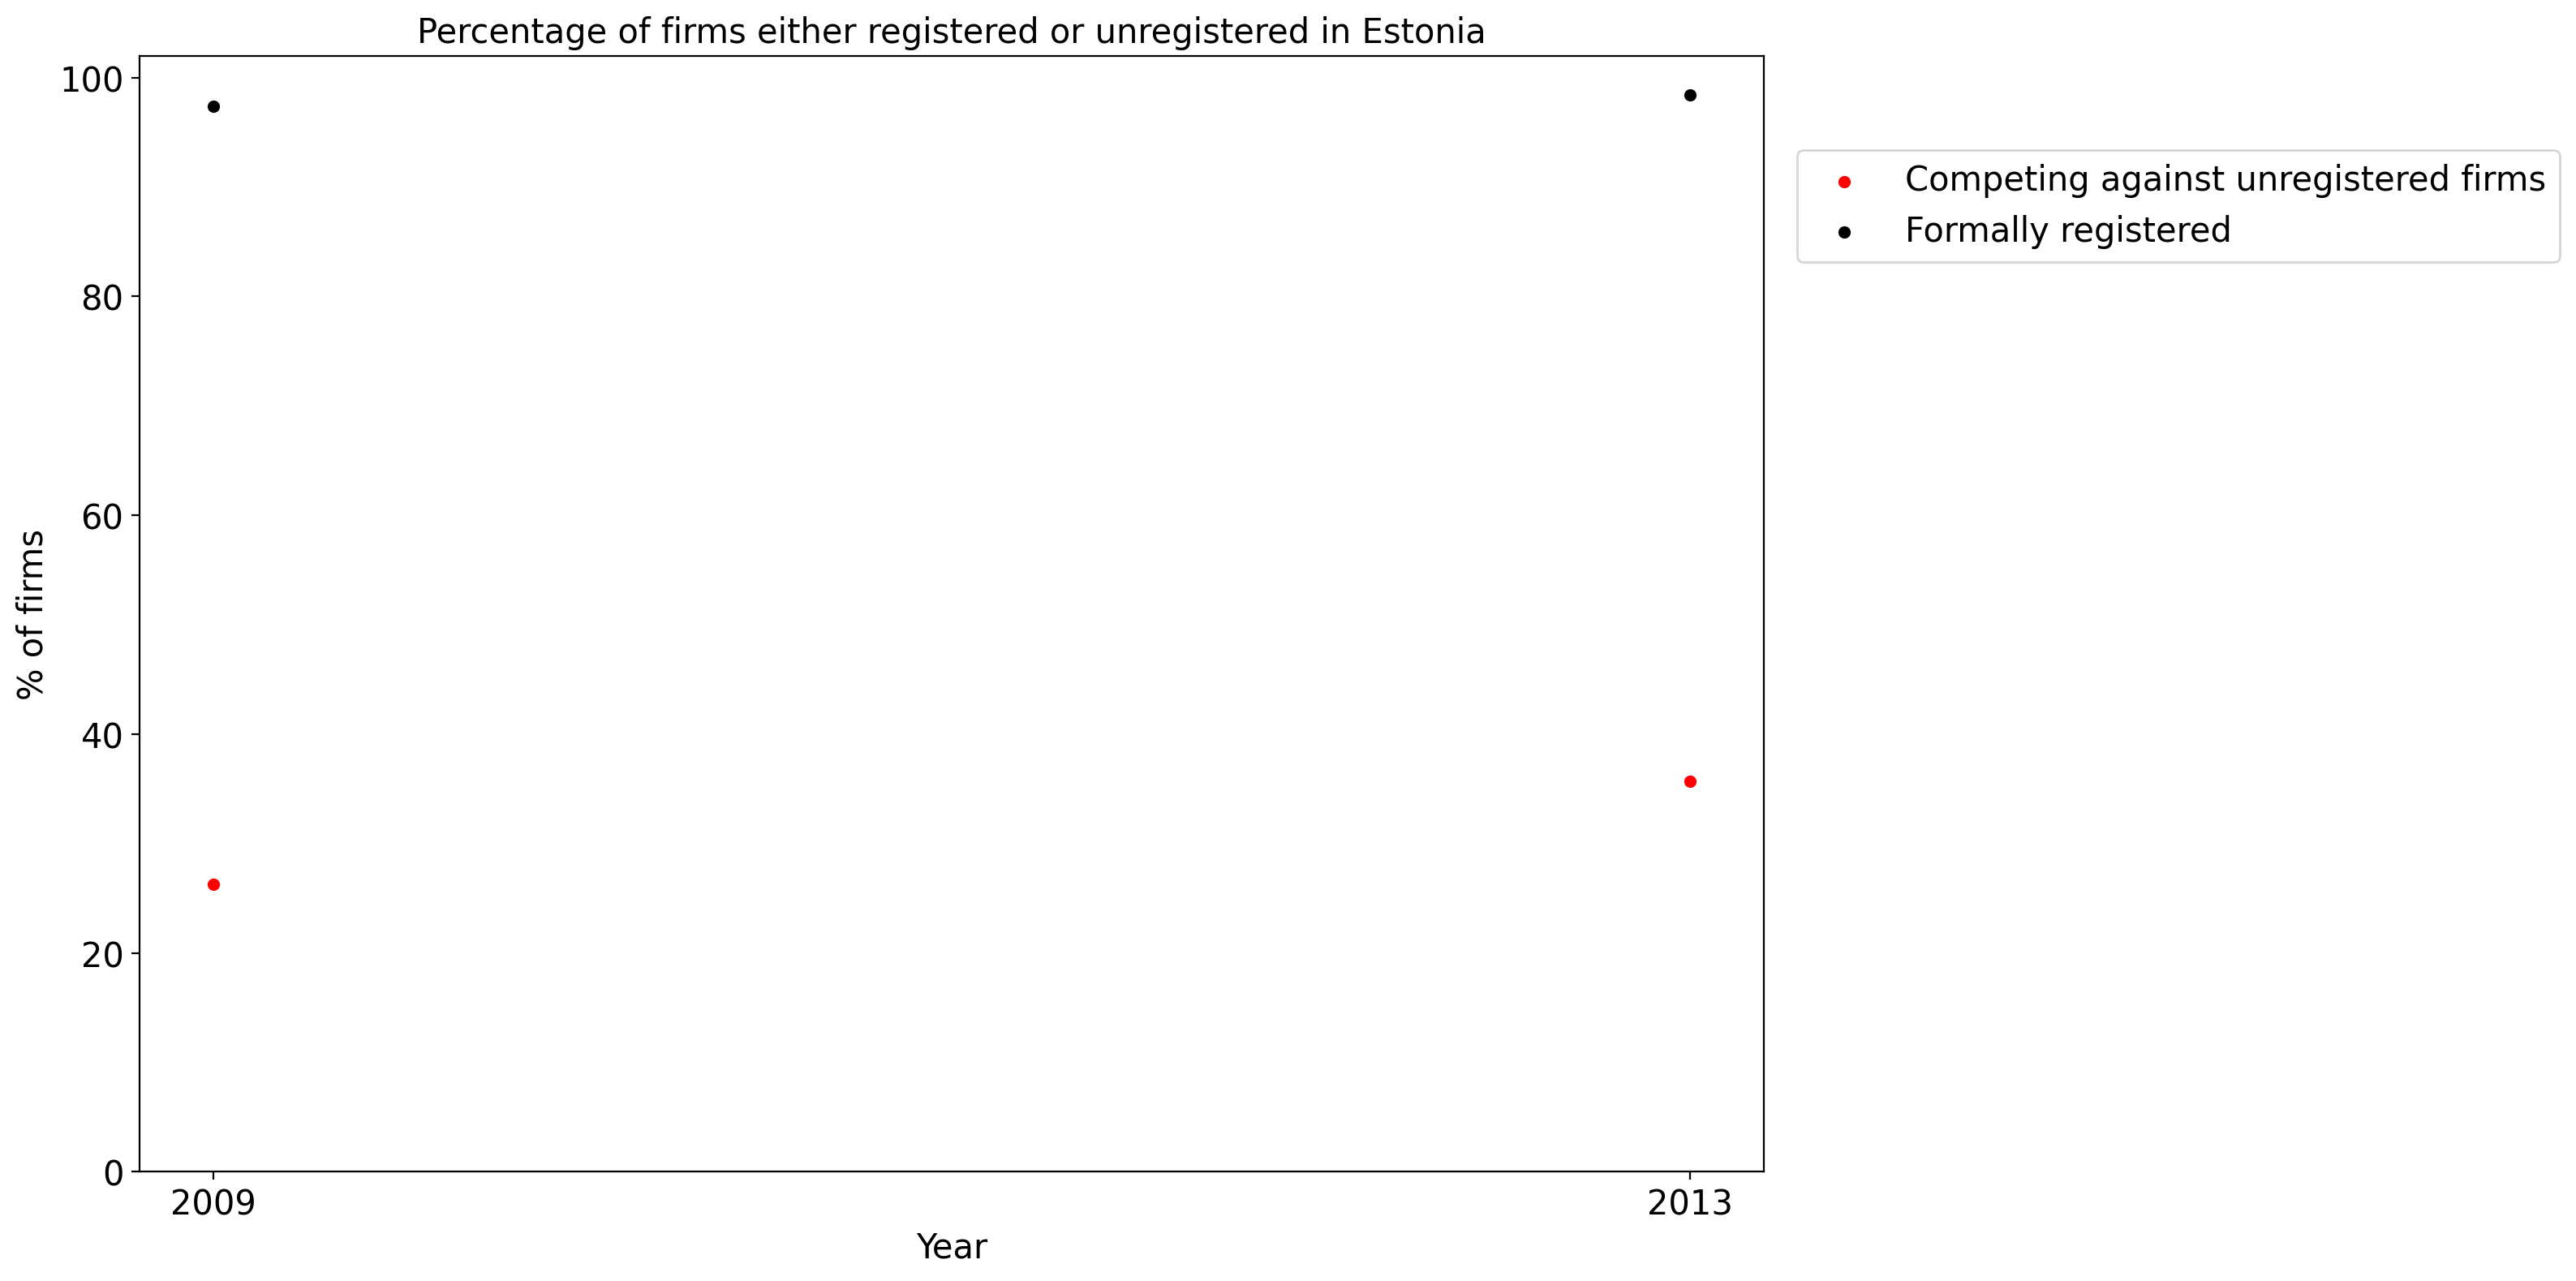 Percentage of firms either registered or unregistered in Estonia
100
80
60
40
20
0
% of firms
2009
2013
Year
Competing against unregistered firms
Formally registered